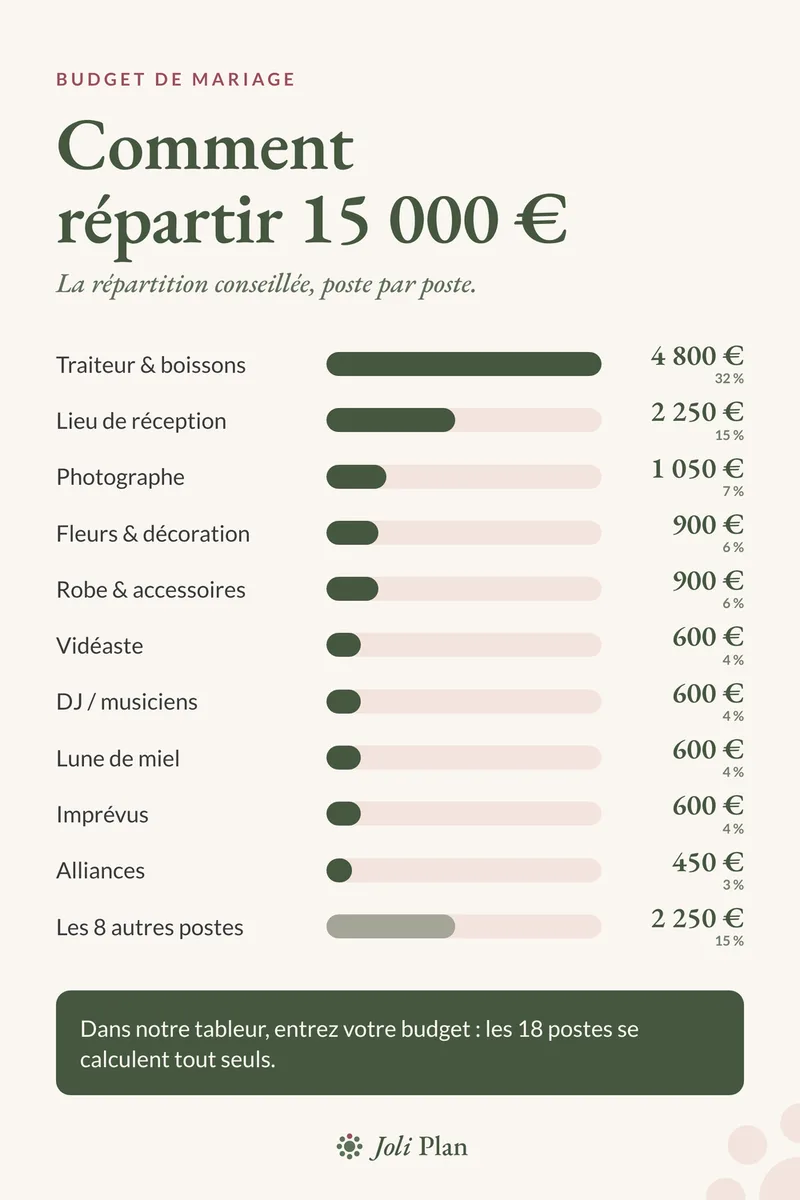 BUDGET DE MARIAGE
Comment
répartir 15 000 €
La répartition conseillée, poste par poste.
Traiteur & boissons 4 800 €
32 %
Lieu de réception 2 250 €
15 %
Photographe 1 050 €
7 %
Fleurs & décoration 900 €
6 %
Robe & accessoires 900 €
6 %
Vidéaste 600 €
4 %
DJ / musiciens 600 €
4 %
Lune de miel 600 €
4 %
Imprévus 600 €
4 %
Alliances 450 €
3 %
Les 8 autres postes 2 250 €
15 %
Dans notre tableur, entrez votre budget : les 18 postes se
calculent tout seuls.
Joli Plan